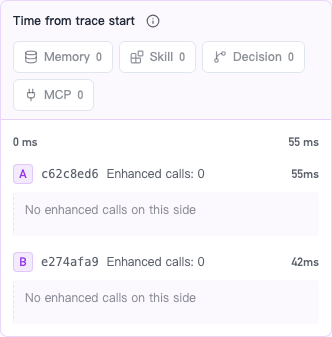 Time from trace start
Memory 0 Skill 0 Decision 0
MCP 0
0 ms 55 ms
A c62c8ed6 Enhanced calls: 0 55ms
No enhanced calls on this side
B e274afa9 Enhanced calls: 0 42ms
No enhanced calls on this side